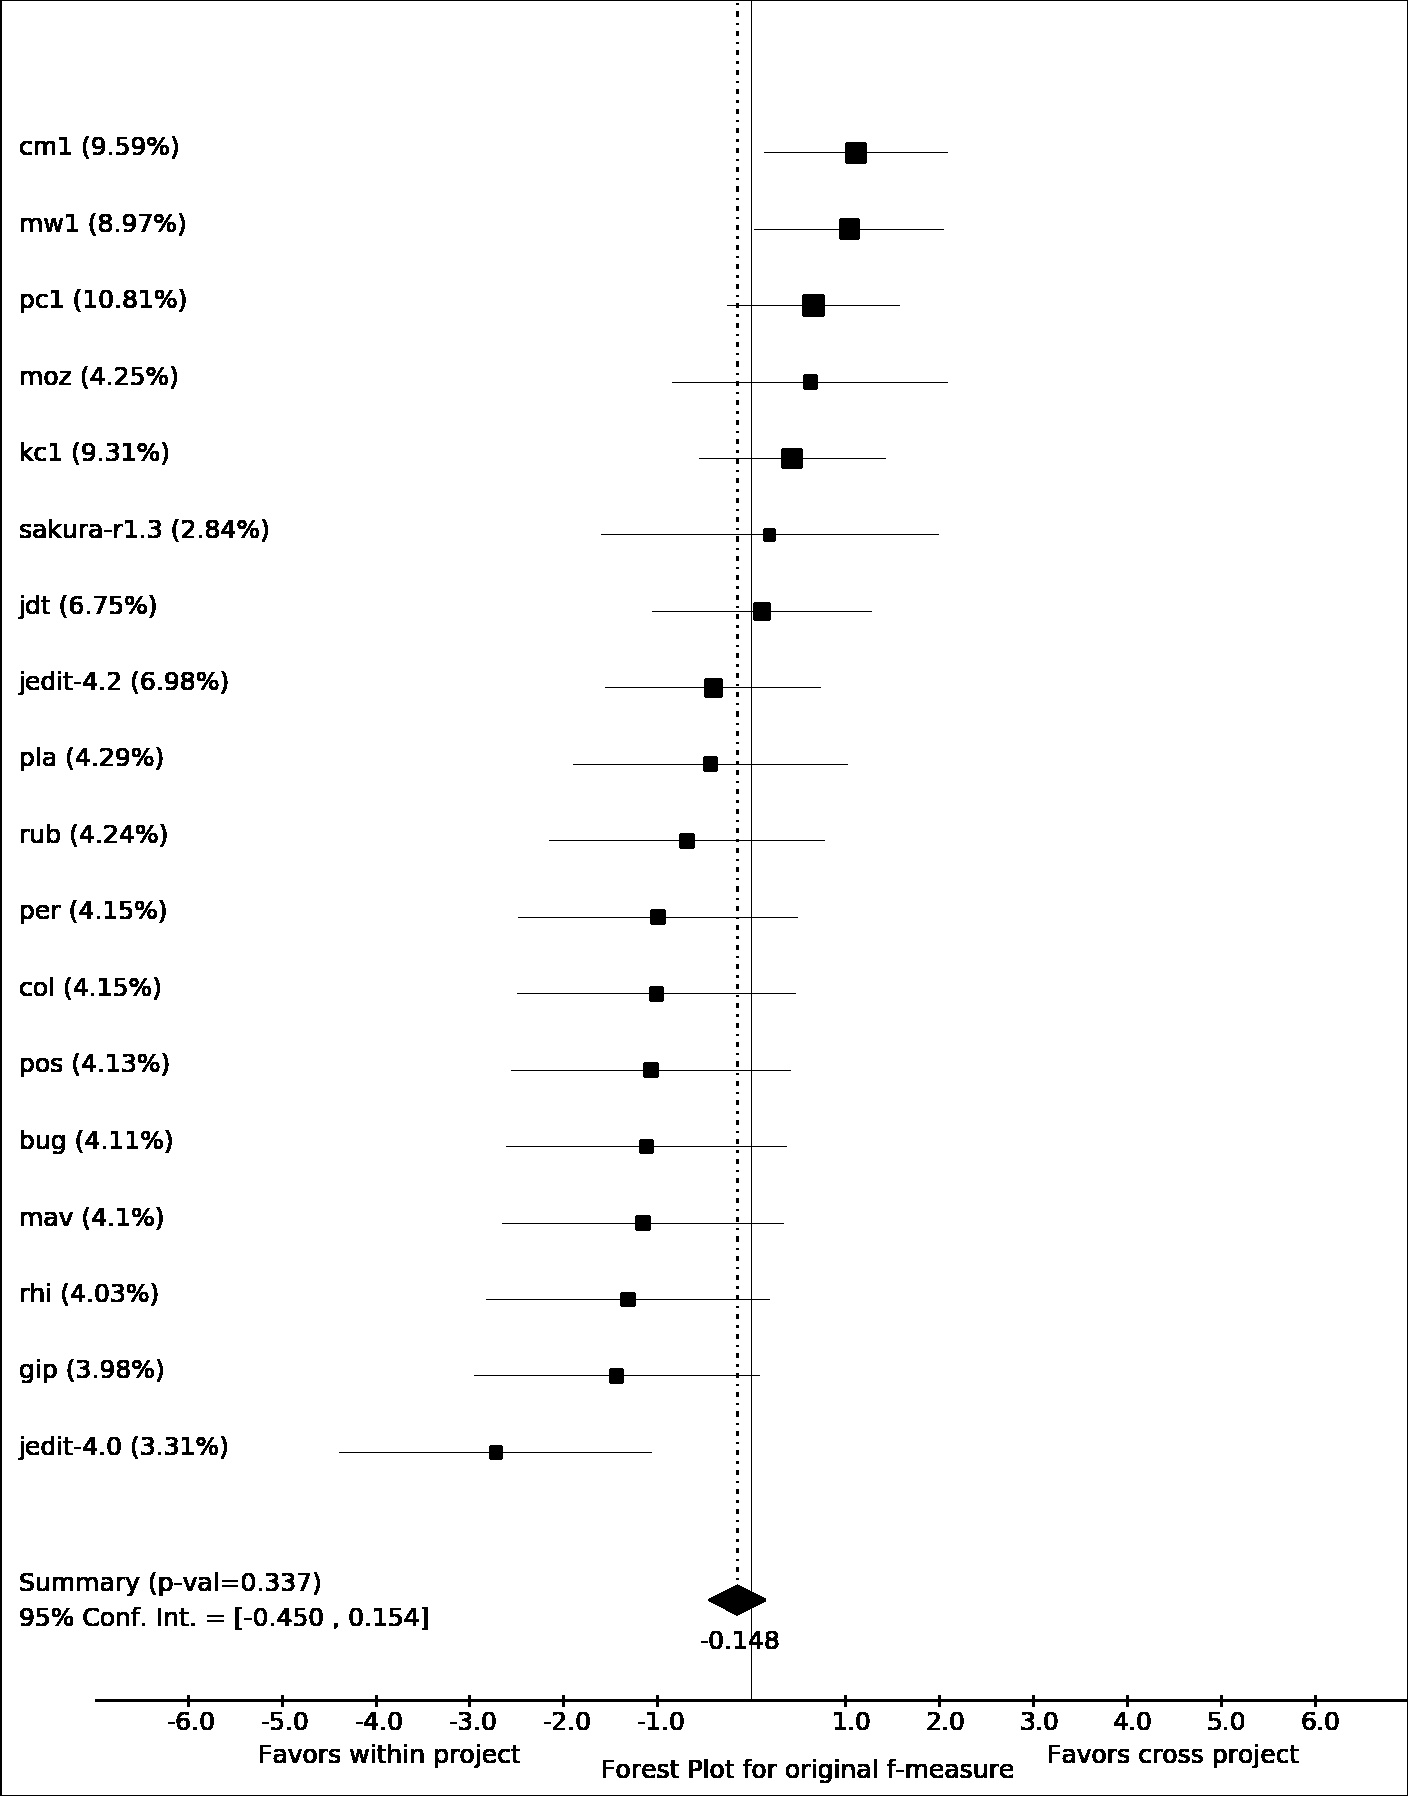 cm1 (9.59%)
mw1 (8.97%)
pc1 (10.81%)
moz (4.25%)
kc1 (9.31%)
sakura-r1.3 (2.84%)
jdt (6.75%)
jedit-4.2 (6.98%)
pla (4.29%)
rub (4.24%)
per (4.15%)
col (4.15%)
pos (4.13%)
bug (4.11%)
mav (4.1%)
rhi (4.03%)
gip (3.98%)
jedit-4.0 (3.31%)
Summary (p-val=0.337)
95% Conf. Int. = [-0.450 , 0.154]
-0.148
-6.0 -5.0 -4.0 -3.0 -2.0 -1.0 1.0 2.0 3.0 4.0 5.0 6.0
Favors within project Favors cross project
Forest Plot for original f-measure